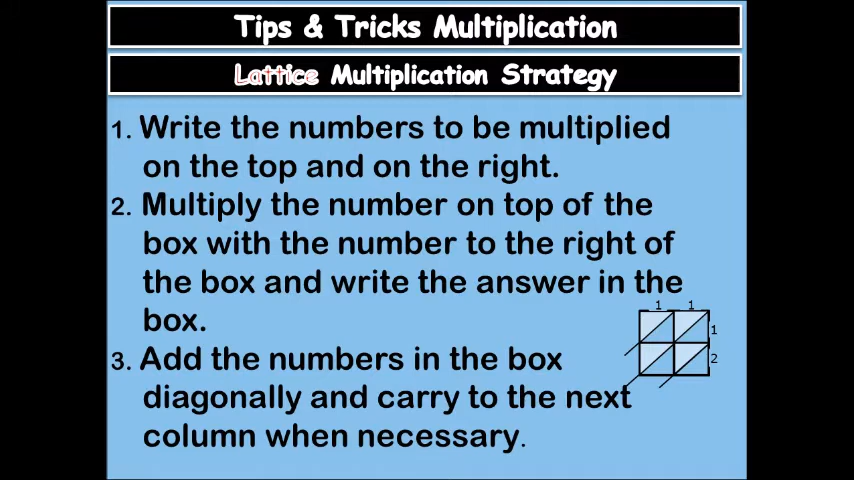 Tips & Tricks Multiplication
Lattice Multiplication Strategy
1. Write the numbers to be multiplied
on the top and on the right.
2. Multiply the number on top of the
box with the number to the right of
the box and write the answer in the
box.
1 1
1
2
3. Add the numbers in the box
diagonally and carry to the next
column when necessary.